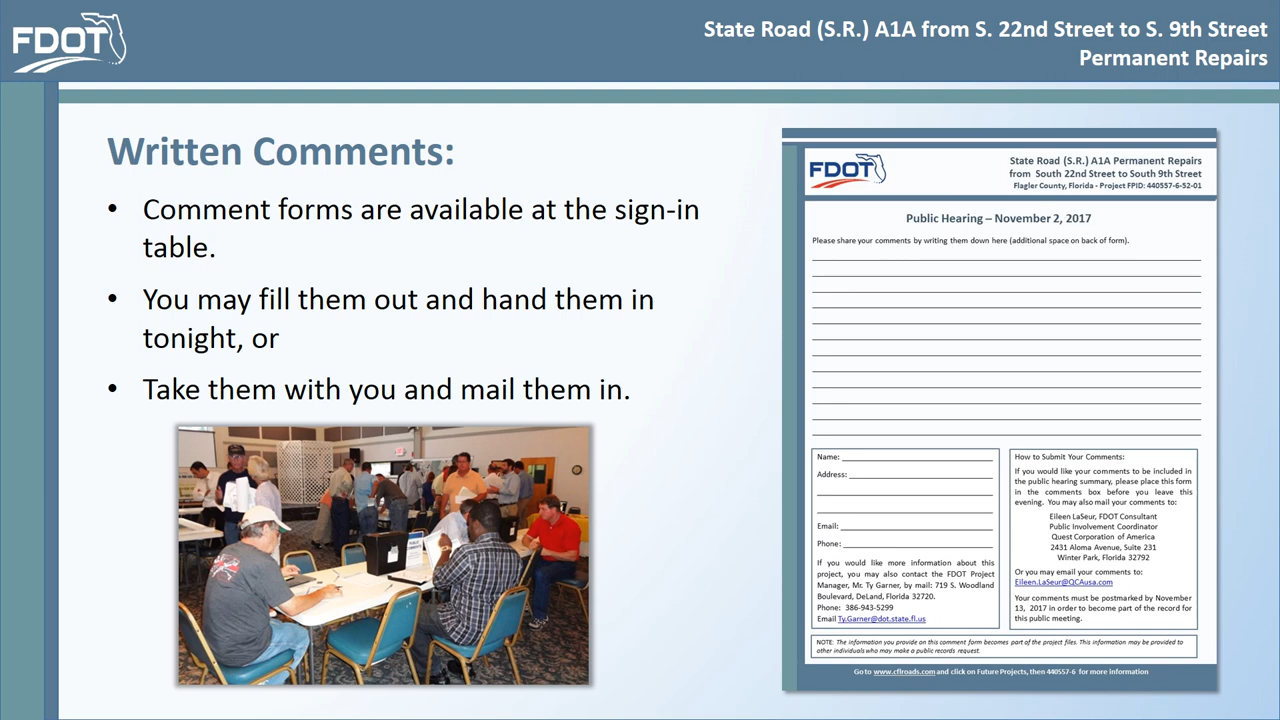 FDOT
State Road (S.R.) A1A from S. 22nd Street to S. 9th Street
Permanent Repairs
Written Comments:
• Comment forms are available at the sign-in
table.
• You may fill them out and hand them in
tonight, or
• Take them with you and mail them in.
FDOT
State Road (S.R.) A1A Permanent Repairs
from South 22nd Street to South 9th Street
Flagler County, Florida - Project FPID: 440557-6-52-01
Public Hearing – November 2, 2017
Please share your comments by writing them down here (additional space on back of form).
Name:
Address:
Email:
Phone:
If you would like more information about this
project, you may also contact the FDOT Project
Manager, Mr. Ty Garner, by mail: 719 S. Woodland
Boulevard, DeLand, Florida 32720.
Phone: 386-943-5299
Email Ty.Garner@dot.state.fl.us
How to Submit Your Comments:
If you would like your comments to be included in
the public hearing summary, please place this form
in the comments box before you leave this
evening. You may also mail your comments to:
Eileen LaSeur, FDOT Consultant
Public Involvement Coordinator
Quest Corporation of America
2431 Aloma Avenue, Suite 231
Winter Park, Florida 32792
Or you may email your comments to:
Eileen.LaSeur@QCAusa.com
Your comments must be postmarked by November
13, 2017 in order to become part of the record for
this public meeting.
NOTE: The information you provide on this comment form becomes part of the project files. This information may be provided to
other individuals who may make a public records request.
Go to www.cflroads.com and click on Future Projects, then 440557-6 for more information